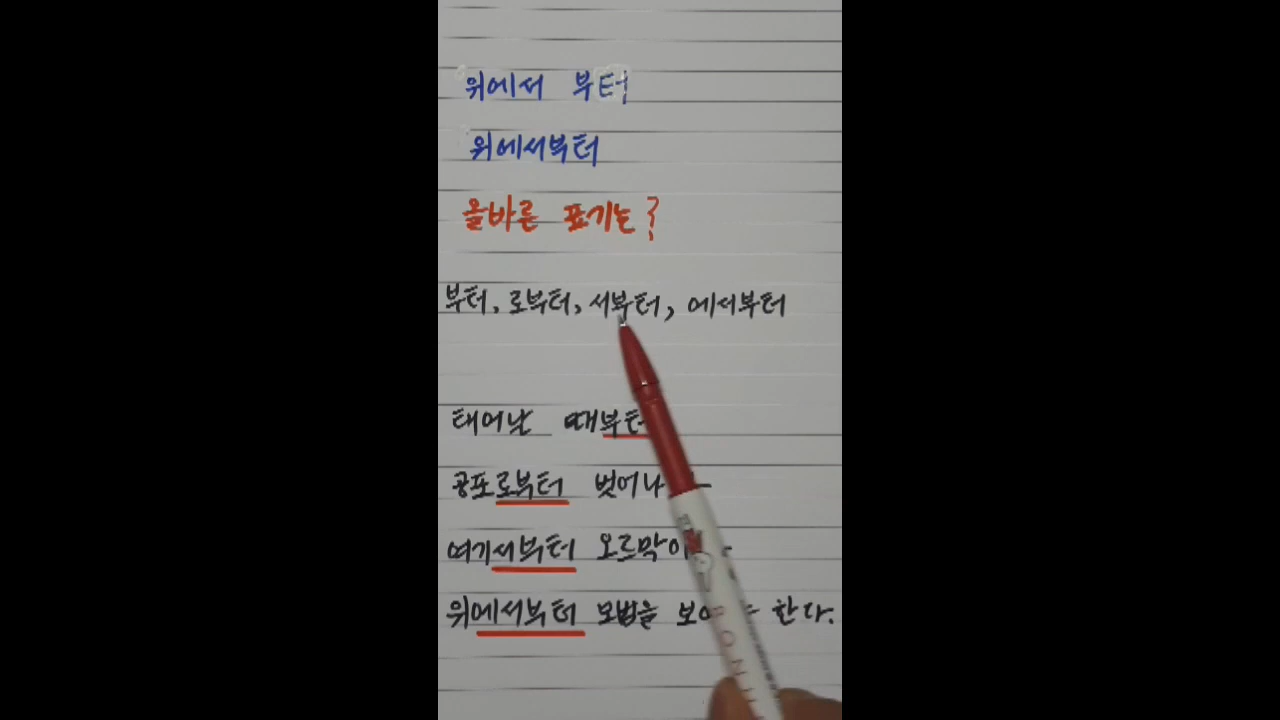 위에서 부터
위에서부터
올바른 표기는?
부터, 로부터, 서부터, 에서부터
태어난 때부터
공포로부터 벗어나
여기서부터 오르막이
위에서부터 모범을 한다.